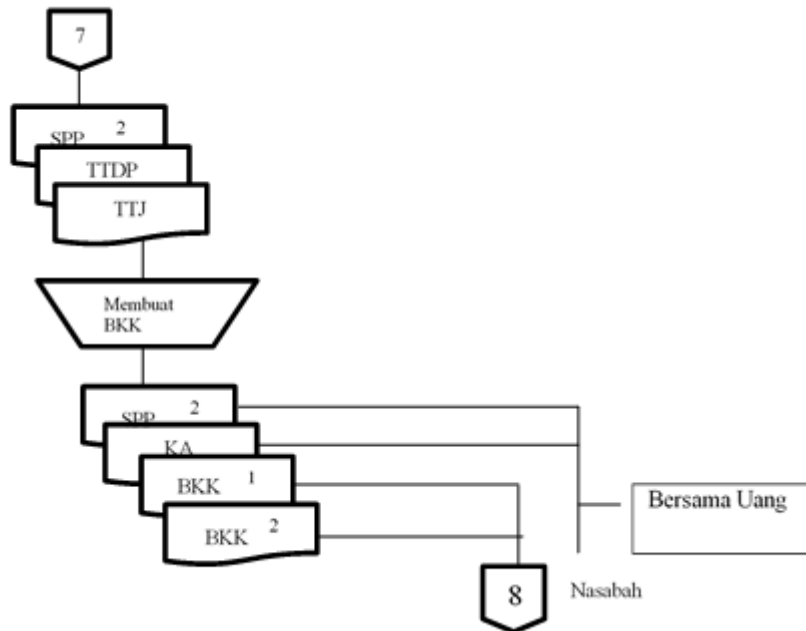 7
SPP 2
TTDP
TTJ
Membuat
BKK
SPP 2
KA
BKK 1
BKK 2
Bersama Uang
8
Nasabah